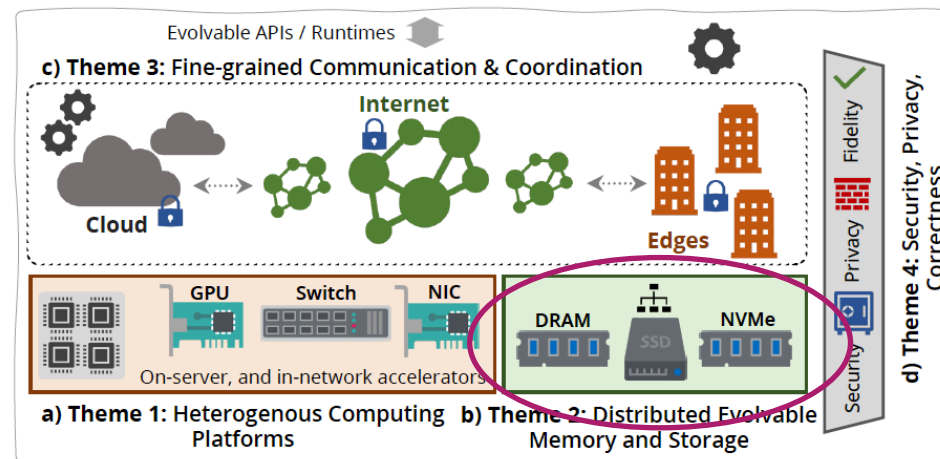 Evolvable APIs / Runtimes
c) Theme 3: Fine-grained Communication & Coordination
Internet
Cloud
Edges
GPU
Switch
NIC
On-server, and in-network accelerators
DRAM
SSD
NVMe
a) Theme 1: Heterogenous Computing
Platforms
b) Theme 2: Distributed Evolvable
Memory and Storage
Fidelity
Privacy
Security
d) Theme 4: Security, Privacy,
Correctness